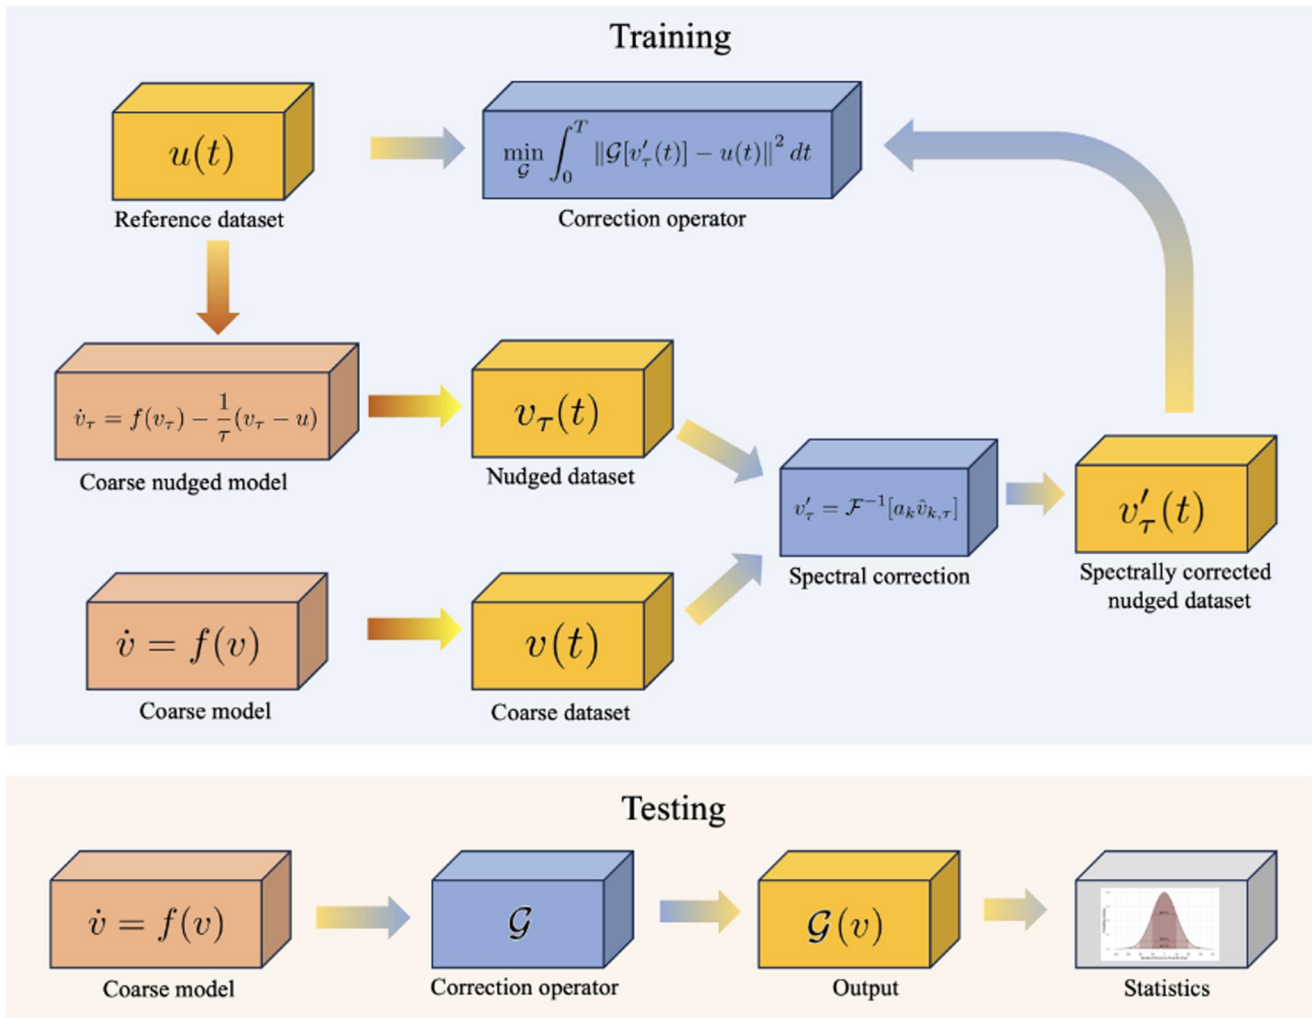 Training
u(t)
Reference dataset
min_𝒢 ∫_0^T ‖𝒢[v′_τ(t)] − u(t)‖² dt
Correction operator
v̇_τ = f(v_τ) − 1/τ (v_τ − u)
Coarse nudged model
v_τ(t)
Nudged dataset
v′_τ = ℱ⁻¹[a_k v̂_{k,τ}]
Spectral correction
v′_τ(t)
Spectrally corrected
nudged dataset
v̇ = f(v)
Coarse model
v(t)
Coarse dataset
Testing
v̇ = f(v)
Coarse model
𝒢
Correction operator
𝒢(v)
Output
Statistics